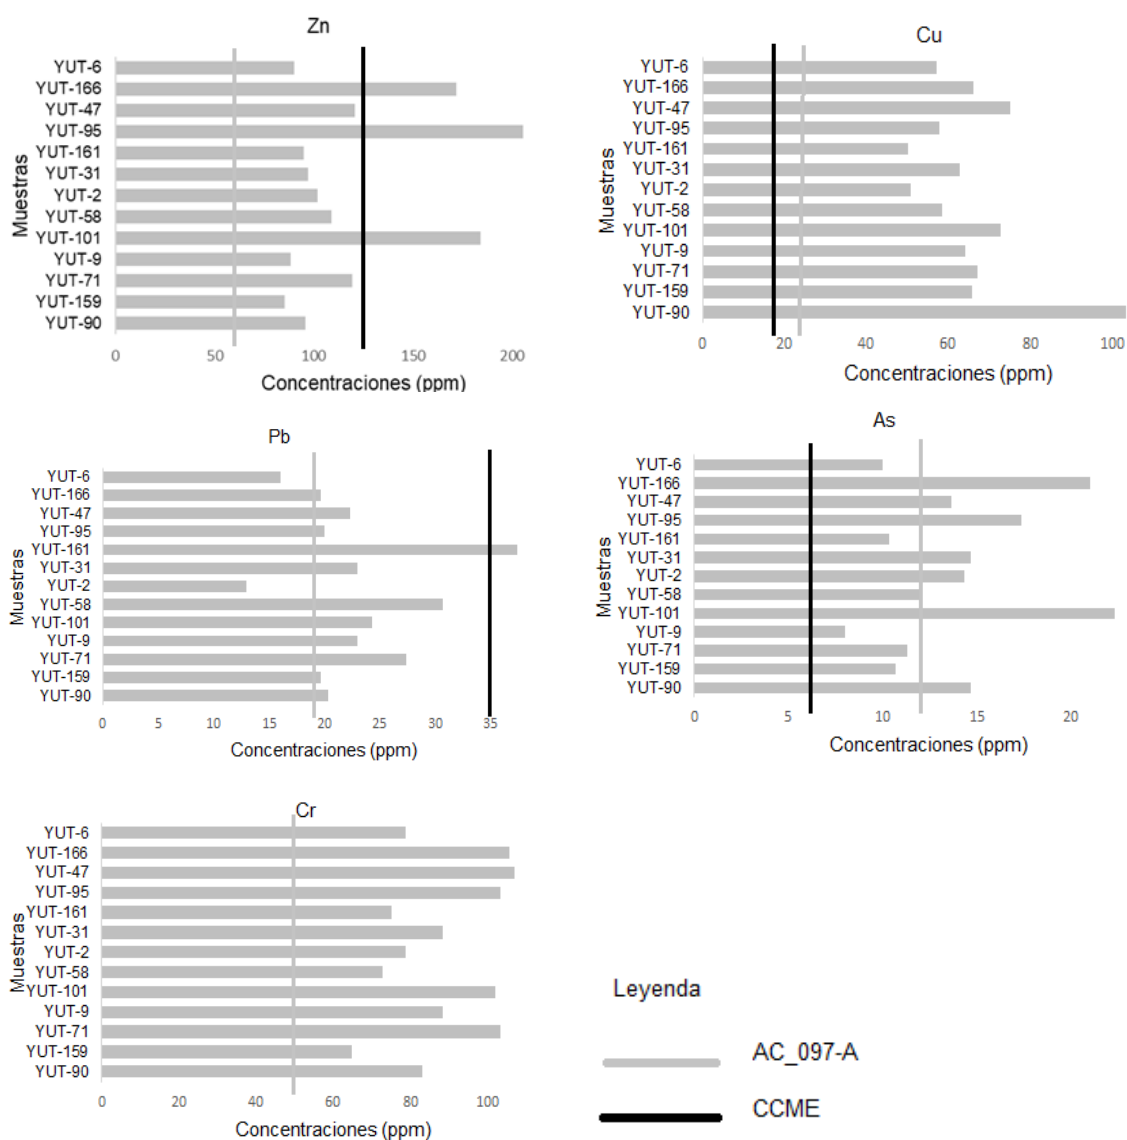 Zn
Muestras
YUT-6
YUT-166
YUT-47
YUT-95
YUT-161
YUT-31
YUT-2
YUT-58
YUT-101
YUT-9
YUT-71
YUT-159
YUT-90
0 50 100 150 200
Concentraciones (ppm)
Cu
Muestras
YUT-6
YUT-166
YUT-47
YUT-95
YUT-161
YUT-31
YUT-2
YUT-58
YUT-101
YUT-9
YUT-71
YUT-159
YUT-90
0 20 40 60 80 100
Concentraciones (ppm)
Pb
Muestras
YUT-6
YUT-166
YUT-47
YUT-95
YUT-161
YUT-31
YUT-2
YUT-58
YUT-101
YUT-9
YUT-71
YUT-159
YUT-90
0 5 10 15 20 25 30 35
Concentraciones (ppm)
As
Muestras
YUT-6
YUT-166
YUT-47
YUT-95
YUT-161
YUT-31
YUT-2
YUT-58
YUT-101
YUT-9
YUT-71
YUT-159
YUT-90
0 5 10 15 20
Concentraciones (ppm)
Cr
Muestras
YUT-6
YUT-166
YUT-47
YUT-95
YUT-161
YUT-31
YUT-2
YUT-58
YUT-101
YUT-9
YUT-71
YUT-159
YUT-90
0 20 40 60 80 100
Concentraciones (ppm)
Leyenda
AC_097-A
CCME